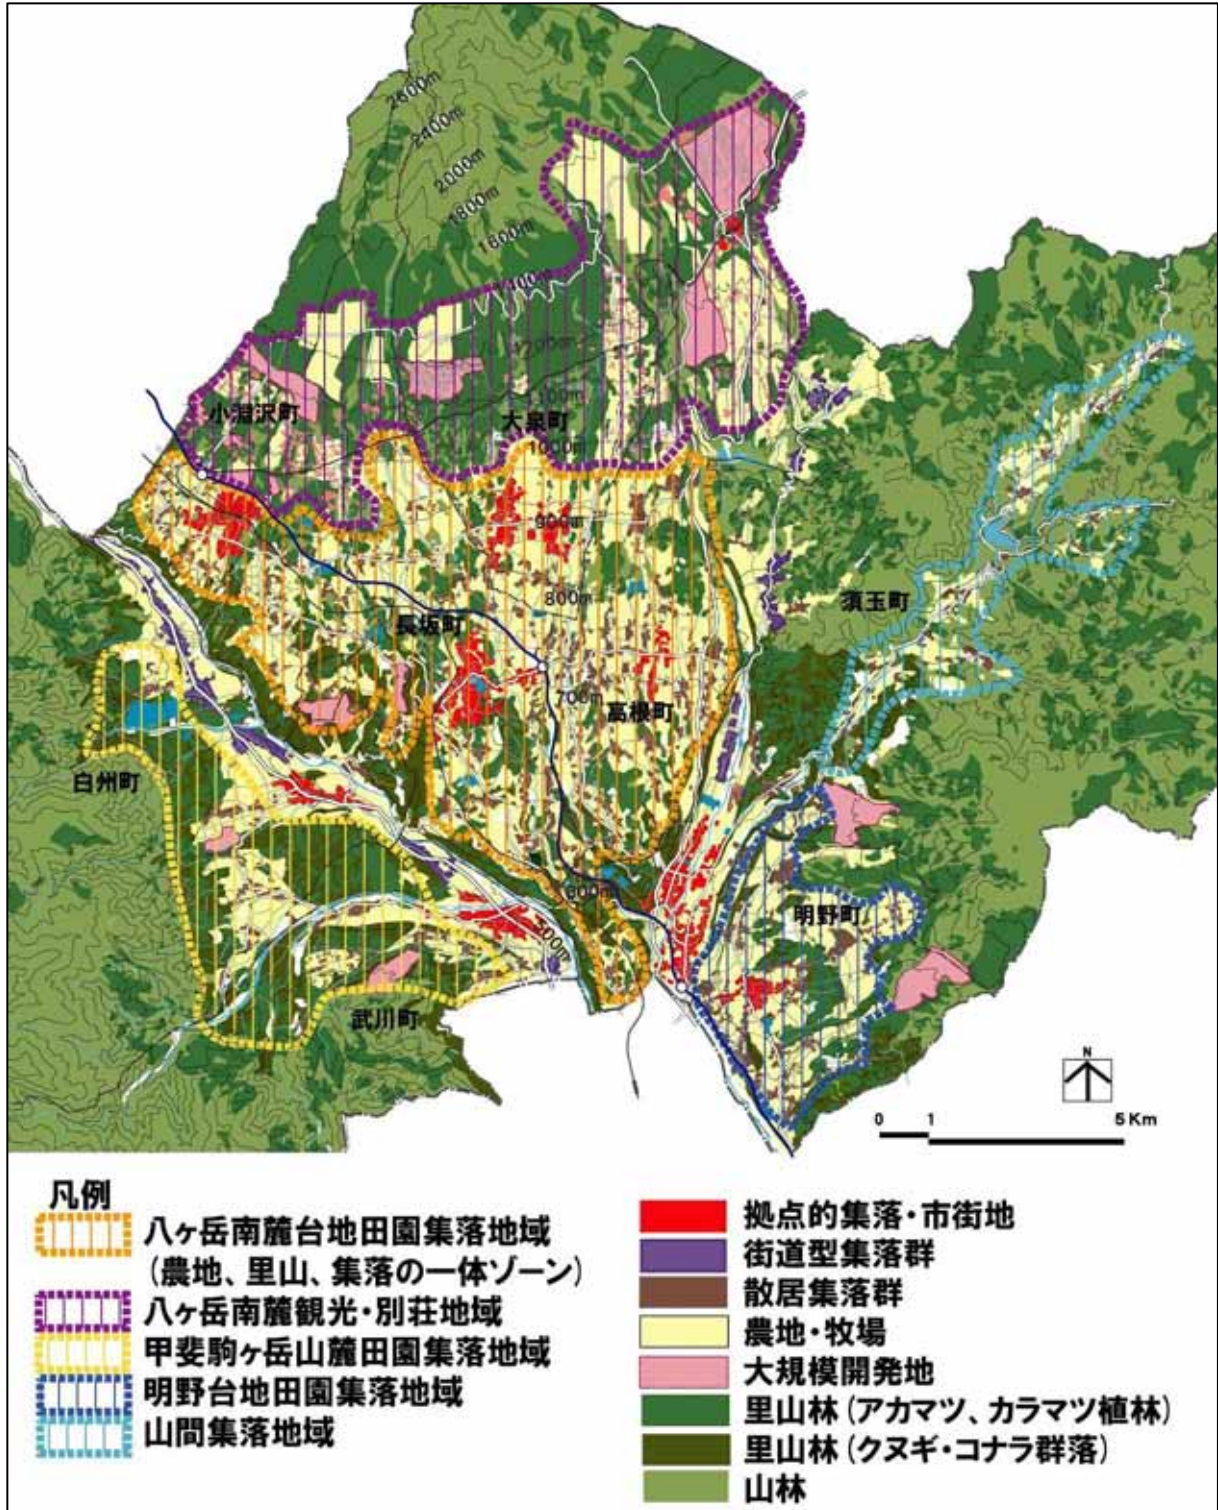 2600m
2400m
2000m
1800m
1600m
1400m
1200m
1100m
小淵沢町
大泉町
1000m
900m
800m
長坂町
須玉町
700m
高根町
白州町
600m
明野町
500m
武川町
N
0 1 5Km
凡例
八ヶ岳南麓台地田園集落地域
(農地、里山、集落の一体ゾーン)
八ヶ岳南麓観光・別荘地域
甲斐駒ヶ岳山麓田園集落地域
明野台地田園集落地域
山間集落地域
拠点的集落・市街地
街道型集落群
散居集落群
農地・牧場
大規模開発地
里山林(アカマツ、カラマツ植林)
里山林(クヌギ・コナラ群落)
山林